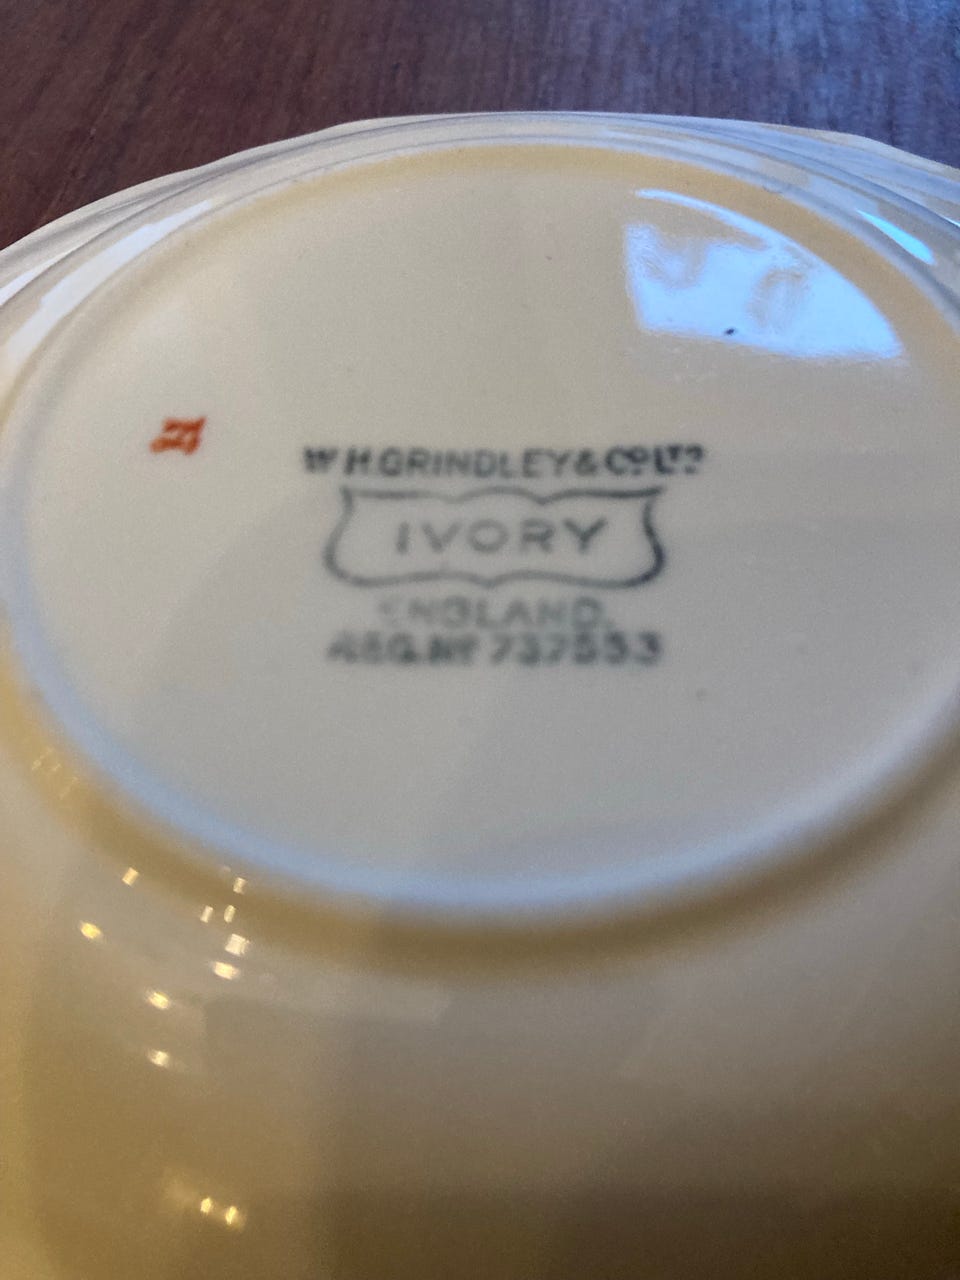 W.H.GRINDLEY & CO LTD
IVORY
ENGLAND.
REG. No 737553